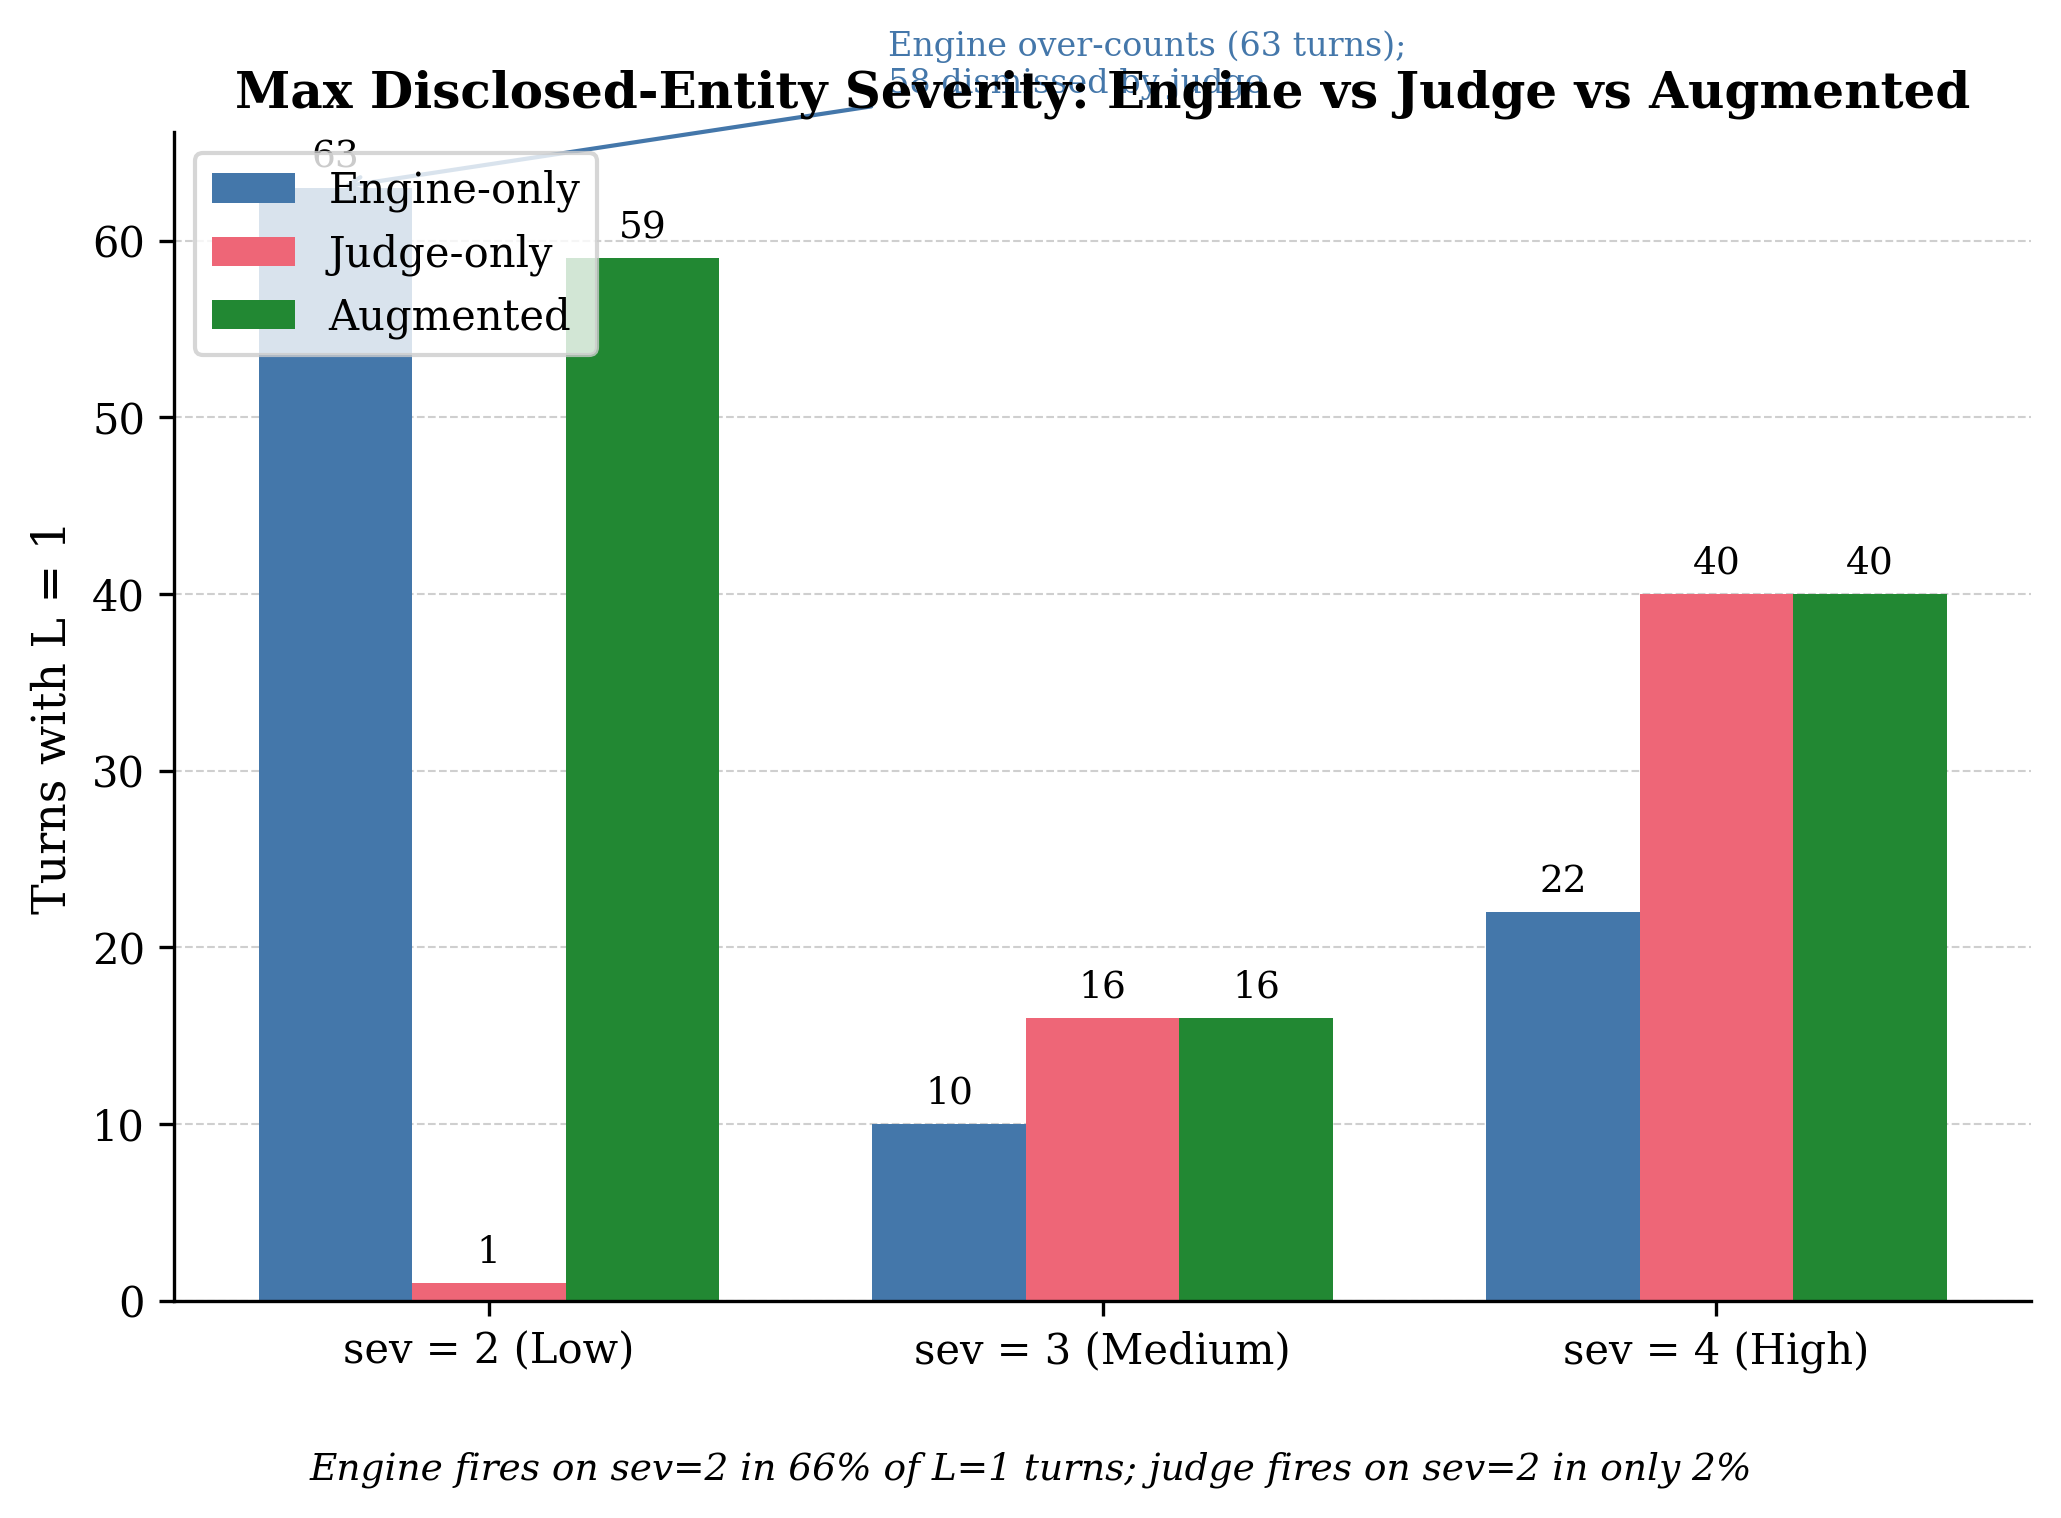 Engine over-counts (63 turns);
58 dismissed by judge
Max Disclosed-Entity Severity: Engine vs Judge vs Augmented
63
Engine-only
Judge-only
Augmented
59
60
50
40
30
20
10
0
Turns with L = 1
1
10
16
16
22
40
40
sev = 2 (Low)
sev = 3 (Medium)
sev = 4 (High)
Engine fires on sev=2 in 66% of L=1 turns; judge fires on sev=2 in only 2%